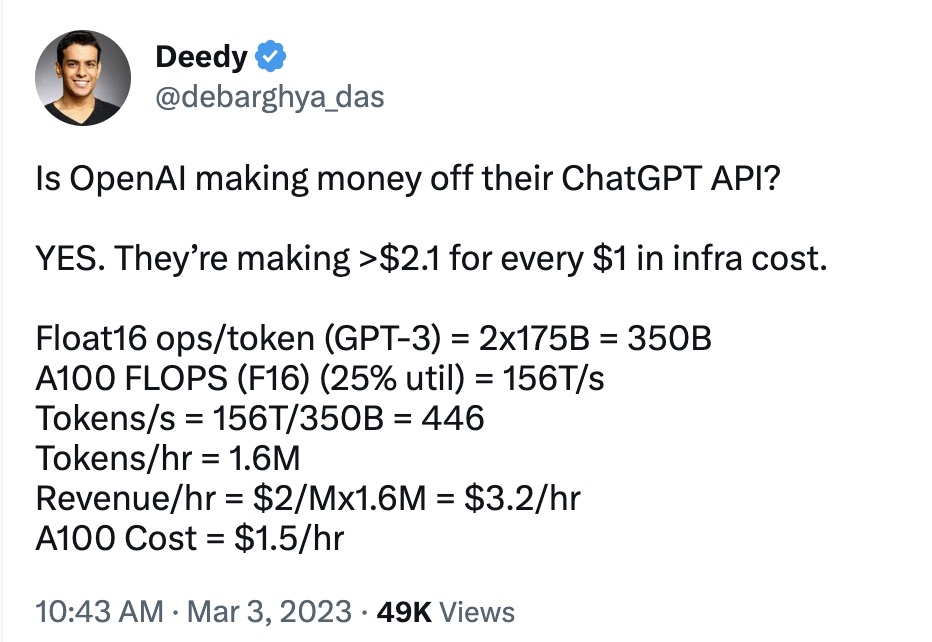 Deedy
@debarghya_das
Is OpenAI making money off their ChatGPT API?
YES. They’re making >$2.1 for every $1 in infra cost.
Float16 ops/token (GPT-3) = 2x175B = 350B
A100 FLOPS (F16) (25% util) = 156T/s
Tokens/s = 156T/350B = 446
Tokens/hr = 1.6M
Revenue/hr = $2/Mx1.6M = $3.2/hr
A100 Cost = $1.5/hr
10:43 AM · Mar 3, 2023 · 49K Views